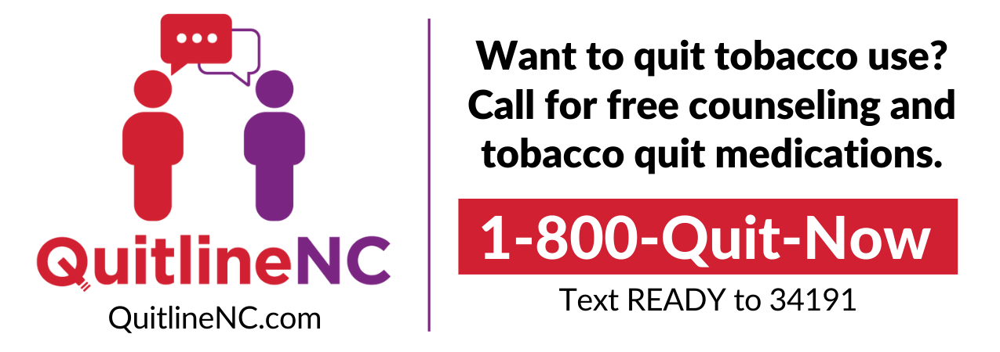 QuitlineNC
QuitlineNC.com
Want to quit tobacco use?
Call for free counseling and
tobacco quit medications.
1-800-Quit-Now
Text READY to 34191